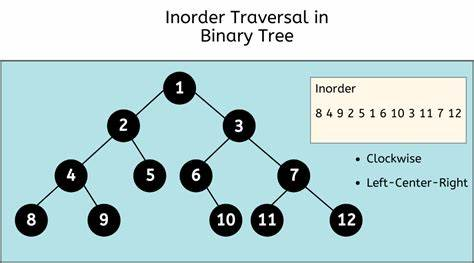 Inorder Traversal in
Binary Tree
1
Inorder
8 4 9 2 5 1 6 10 3 11 7 12
2
3
• Clockwise
4
5
6
7
• Left-Center-Right
8
9
10
11
12